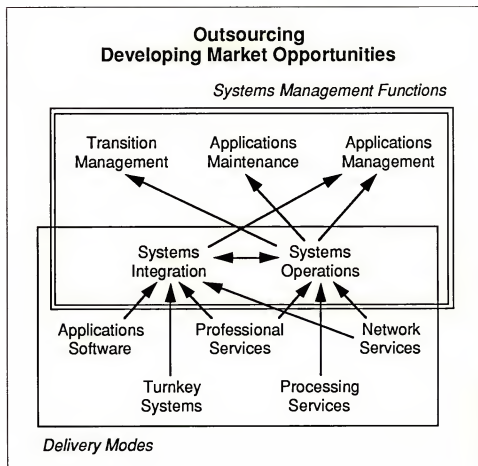 Outsourcing
Developing Market Opportunities
Systems Management Functions
Transition
Management
Applications
Maintenance
Applications
Management
Systems
Integration
Systems
Operations
Applications
Software
Professional
Services
Network
Services
Turnkey
Systems
Processing
Services
Delivery Modes